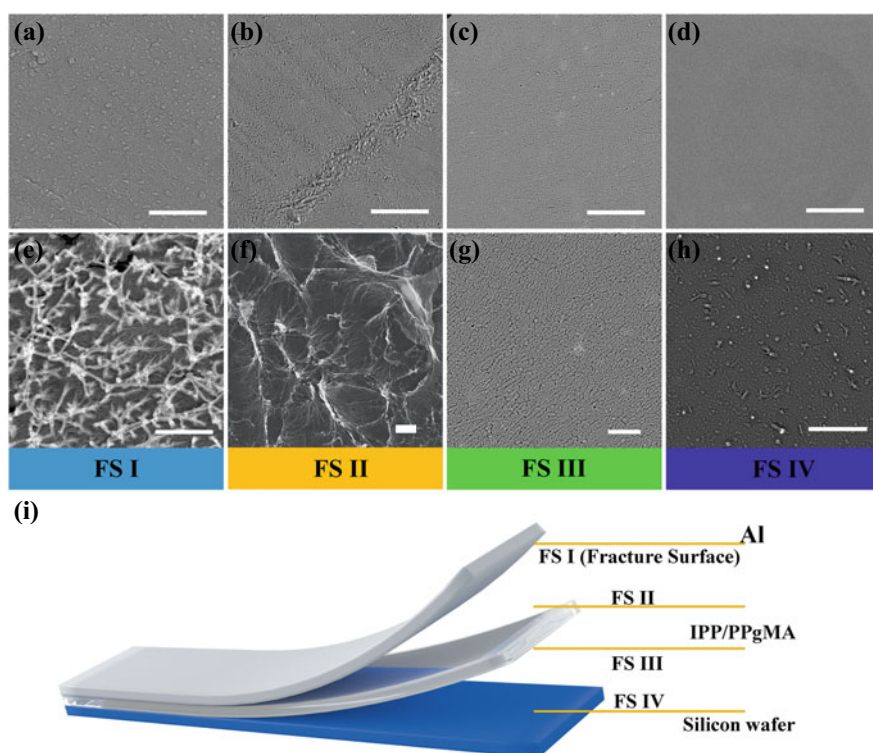 (a) (b) (c) (d)
(e) (f) (g) (h)
FS I FS II FS III FS IV
(i)
Al
FS I (Fracture Surface)
FS II
IPP/PPgMA
FS III
FS IV
Silicon wafer